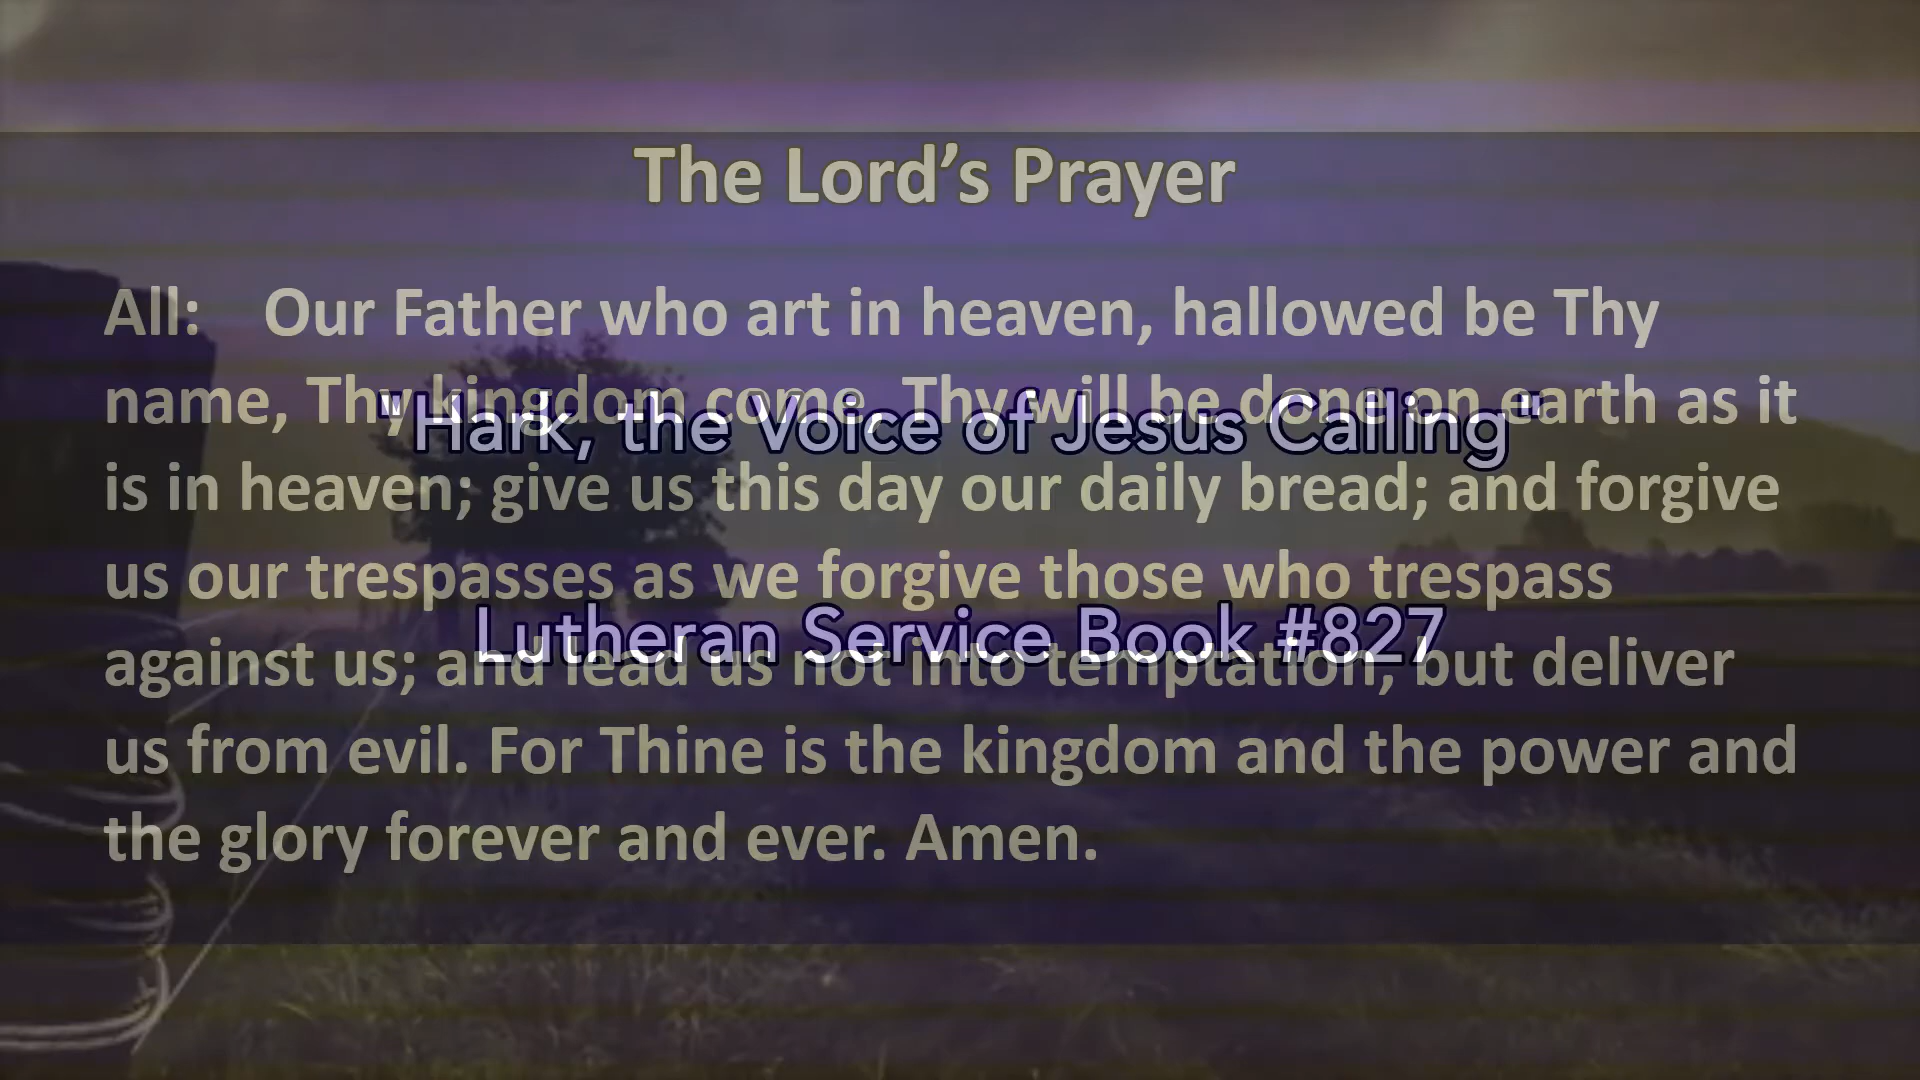 The Lord’s Prayer
All: Our Father who art in heaven, hallowed be Thy
name, Thy kingdom come, Thy will be done on earth as it
"Hark, the Voice of Jesus Calling"
is in heaven; give us this day our daily bread; and forgive
us our trespasses as we forgive those who trespass
Lutheran Service Book #827
against us; and lead us not into temptation, but deliver
us from evil. For Thine is the kingdom and the power and
the glory forever and ever. Amen.